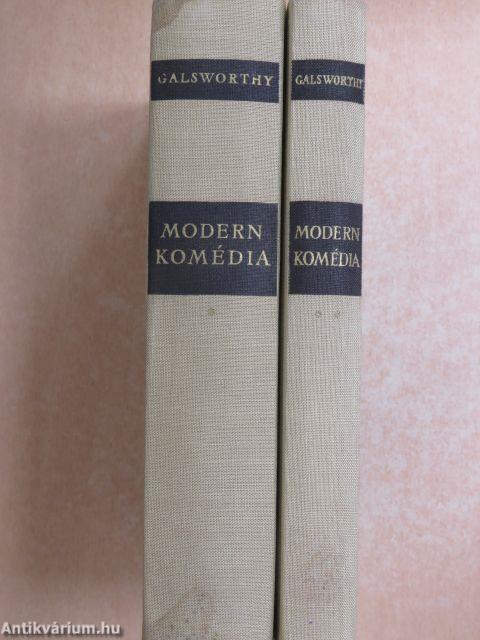 GALSWORTHY
MODERN
KOMÉDIA
*
GALSWORTHY
MODERN
KOMÉDIA
* *
Antikvárium.hu